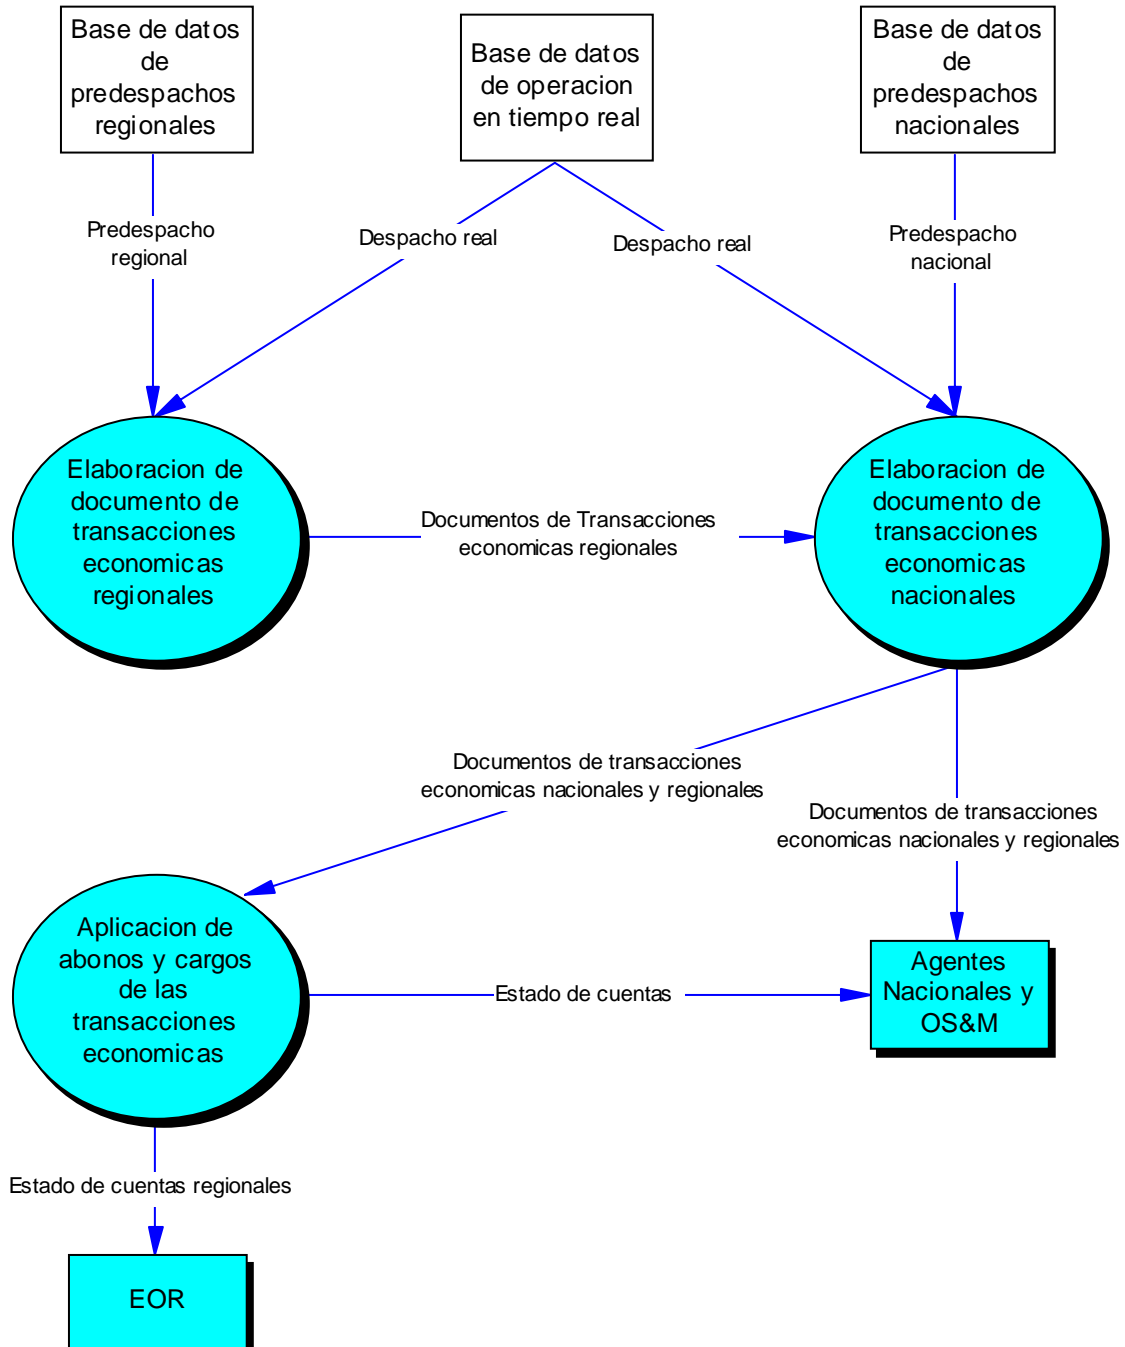 Base de datos
de
predespachos
regionales
Base de datos
de operacion
en tiempo real
Base de datos
de
predespachos
nacionales
Predespacho
regional
Despacho real
Despacho real
Predespacho
nacional
Elaboracion de
documento de
transacciones
economicas
regionales
Documentos de Transacciones
economicas regionales
Elaboracion de
documento de
transacciones
economicas
nacionales
Documentos de transacciones
economicas nacionales y regionales
Documentos de transacciones
economicas nacionales y regionales
Aplicacion de
abonos y cargos
de las
transacciones
economicas
Estado de cuentas
Agentes
Nacionales y
OS&M
Estado de cuentas regionales
EOR